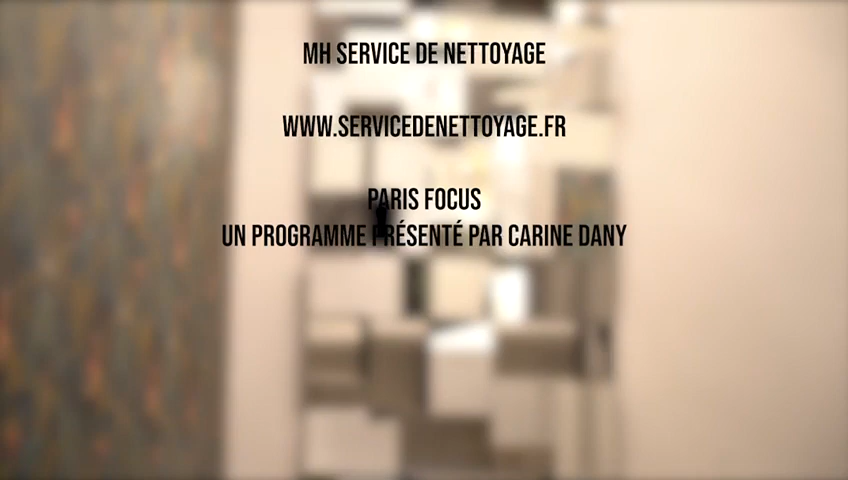 MH SERVICE DE NETTOYAGE
WWW.SERVICEDENETTOYAGE.FR
PARIS FOCUS
UN PROGRAMME PRÉSENTÉ PAR CARINE DANY